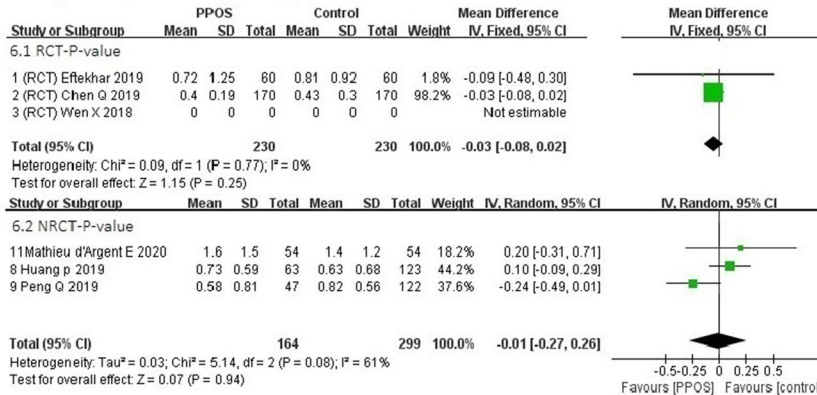 PPOS Control Mean Difference Mean Difference
Study or Subgroup Mean SD Total Mean SD Total Weight IV, Fixed, 95% CI IV, Fixed, 95% CI
6.1 RCT-P-value
1 (RCT) Eftekhar 2019 0.72 1.25 60 0.81 0.92 60 1.8% -0.09 [-0.48, 0.30]
2 (RCT) Chen Q 2019 0.4 0.19 170 0.43 0.3 170 98.2% -0.03 [-0.08, 0.02]
3 (RCT) Wen X 2018 0 0 0 0 0 0 Not estimable
Total (95% CI) 230 230 100.0% -0.03 [-0.08, 0.02]
Heterogeneity: Chi² = 0.09, df = 1 (P = 0.77); I² = 0%
Test for overall effect: Z = 1.15 (P = 0.25)
Study or Subgroup Mean SD Total Mean SD Total Weight IV, Random, 95% CI IV, Random, 95% CI
6.2 NRCT-P-value
11Mathieu d'Argent E 2020 1.6 1.5 54 1.4 1.2 54 18.2% 0.20 [-0.31, 0.71]
8 Huang p 2019 0.73 0.59 63 0.63 0.68 123 44.2% 0.10 [-0.09, 0.29]
9 Peng Q 2019 0.58 0.81 47 0.82 0.56 122 37.6% -0.24 [-0.49, 0.01]
Total (95% CI) 164 299 100.0% -0.01 [-0.27, 0.26]
Heterogeneity: Tau² = 0.03; Chi² = 5.14, df = 2 (P = 0.08); I² = 61%
Test for overall effect: Z = 0.07 (P = 0.94)
-0.5 -0.25 0 0.25 0.5
Favours [PPOS] Favours [control